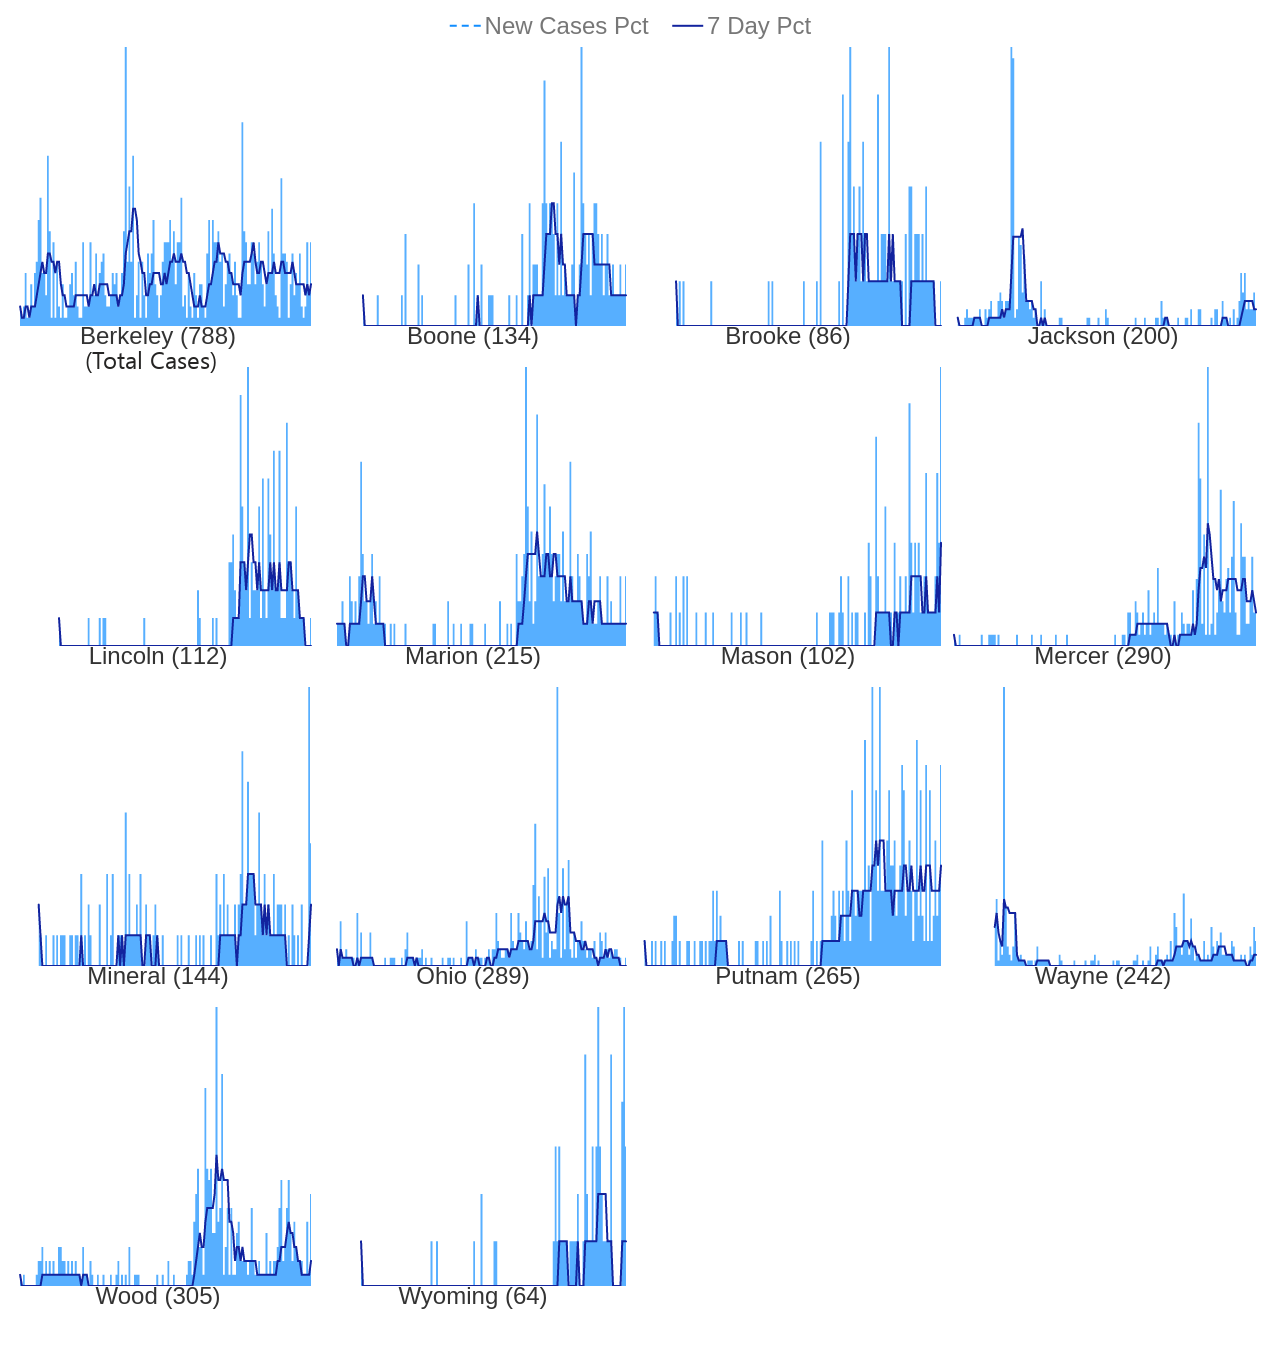 New Cases Pct 7 Day Pct
Berkeley (788) Boone (134) Brooke (86) Jackson (200)
(Total Cases)
Lincoln (112) Marion (215) Mason (102) Mercer (290)
Mineral (144) Ohio (289) Putnam (265) Wayne (242)
Wood (305) Wyoming (64)